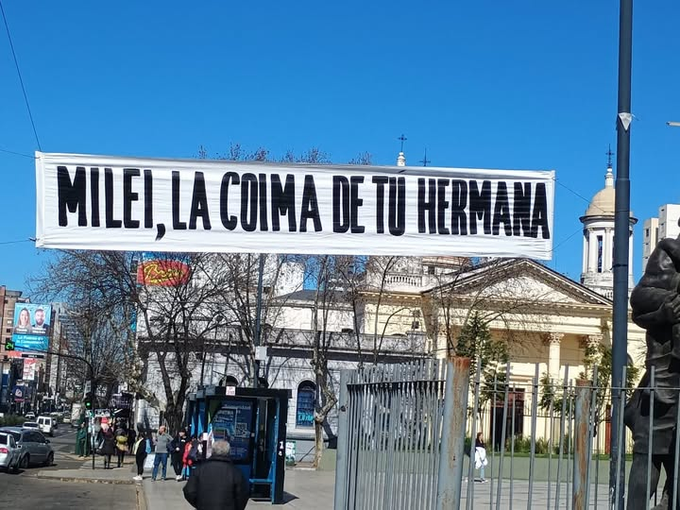 MILEI, LA COIMA DE TU HERMANA